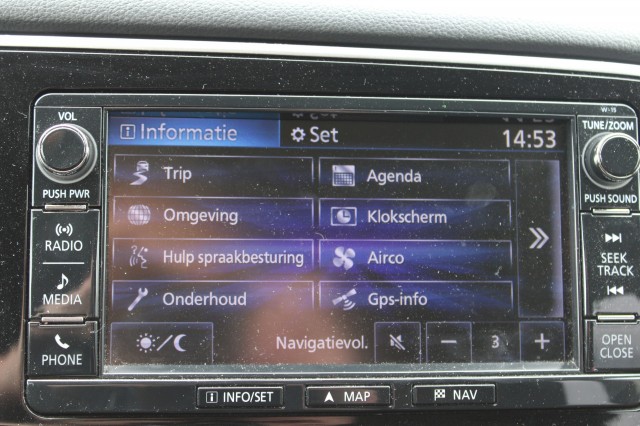 W-15
VOL
TUNE/ZOOM
Informatie
Set
14:53
PUSH PWR
PUSH SOUND
Trip
Agenda
Omgeving
Klokscherm
RADIO
SEEK
TRACK
Hulp spraakbesturing
Airco
MEDIA
Onderhoud
Gps-info
PHONE
Navigatievol.
3
OPEN
CLOSE
INFO/SET
MAP
NAV